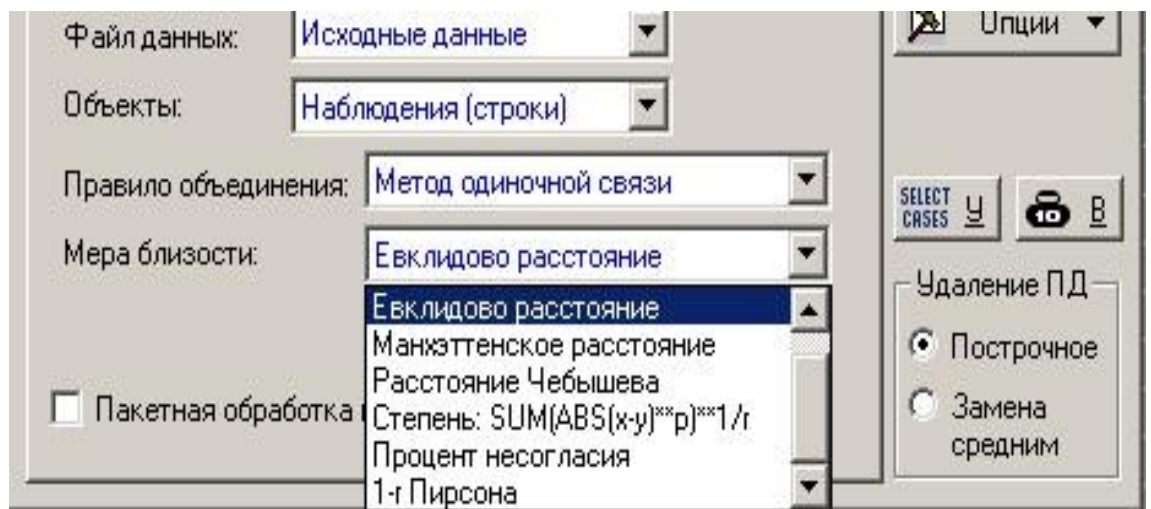 Файл данных: Исходные данные
Опции
Объекты: Наблюдения (строки)
Правило объединения: Метод одиночной связи
SELECT CASES У
10 В
Мера близости: Евклидово расстояние
Евклидово расстояние
Манхэттенское расстояние
Расстояние Чебышева
Степень: SUM(ABS(x-y)**p)**1/r
Процент несогласия
1-r Пирсона
Удаление ПД
Построчное
Замена
средним
Пакетная обработка